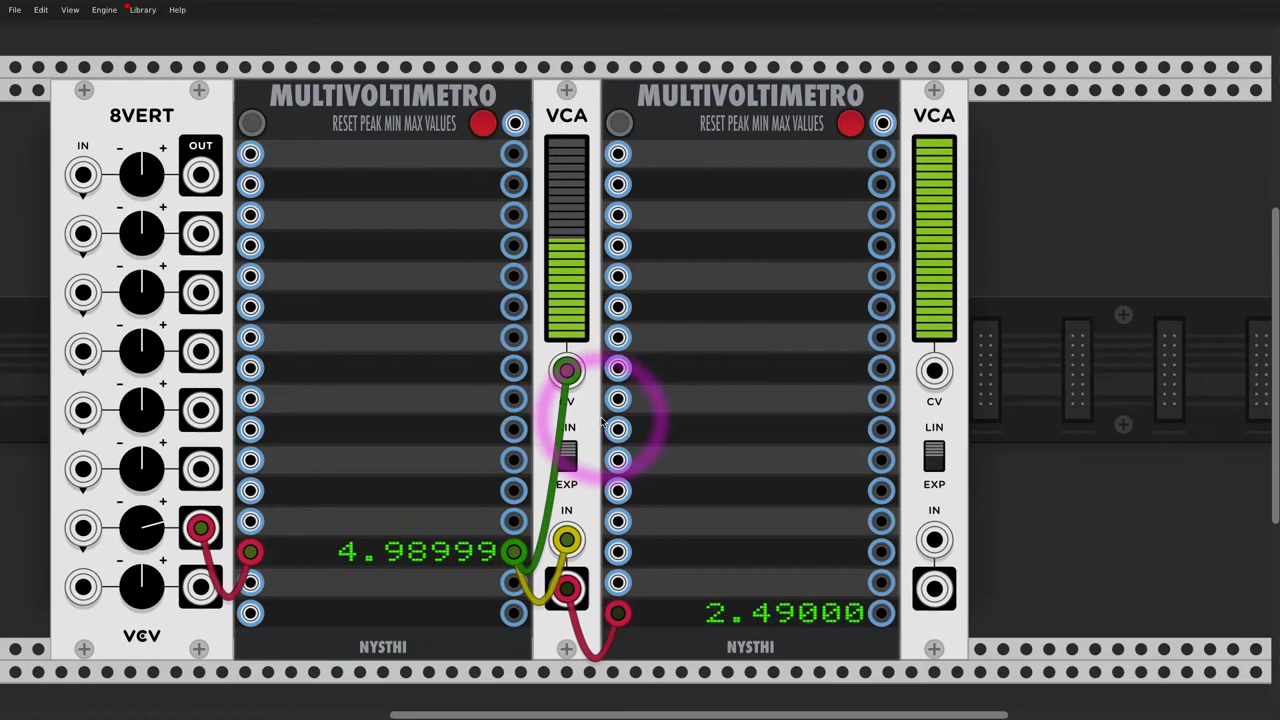 File Edit View Engine Library Help
8VERT
IN
OUT
- +
- +
- +
- +
- +
- +
- +
- +
VCV
MULTIVOLTIMETRO
RESET PEAK MIN MAX VALUES
4.98999
NYSTHI
VCA
CV
LIN
EXP
IN
MULTIVOLTIMETRO
RESET PEAK MIN MAX VALUES
2.49000
NYSTHI
VCA
CV
LIN
EXP
IN